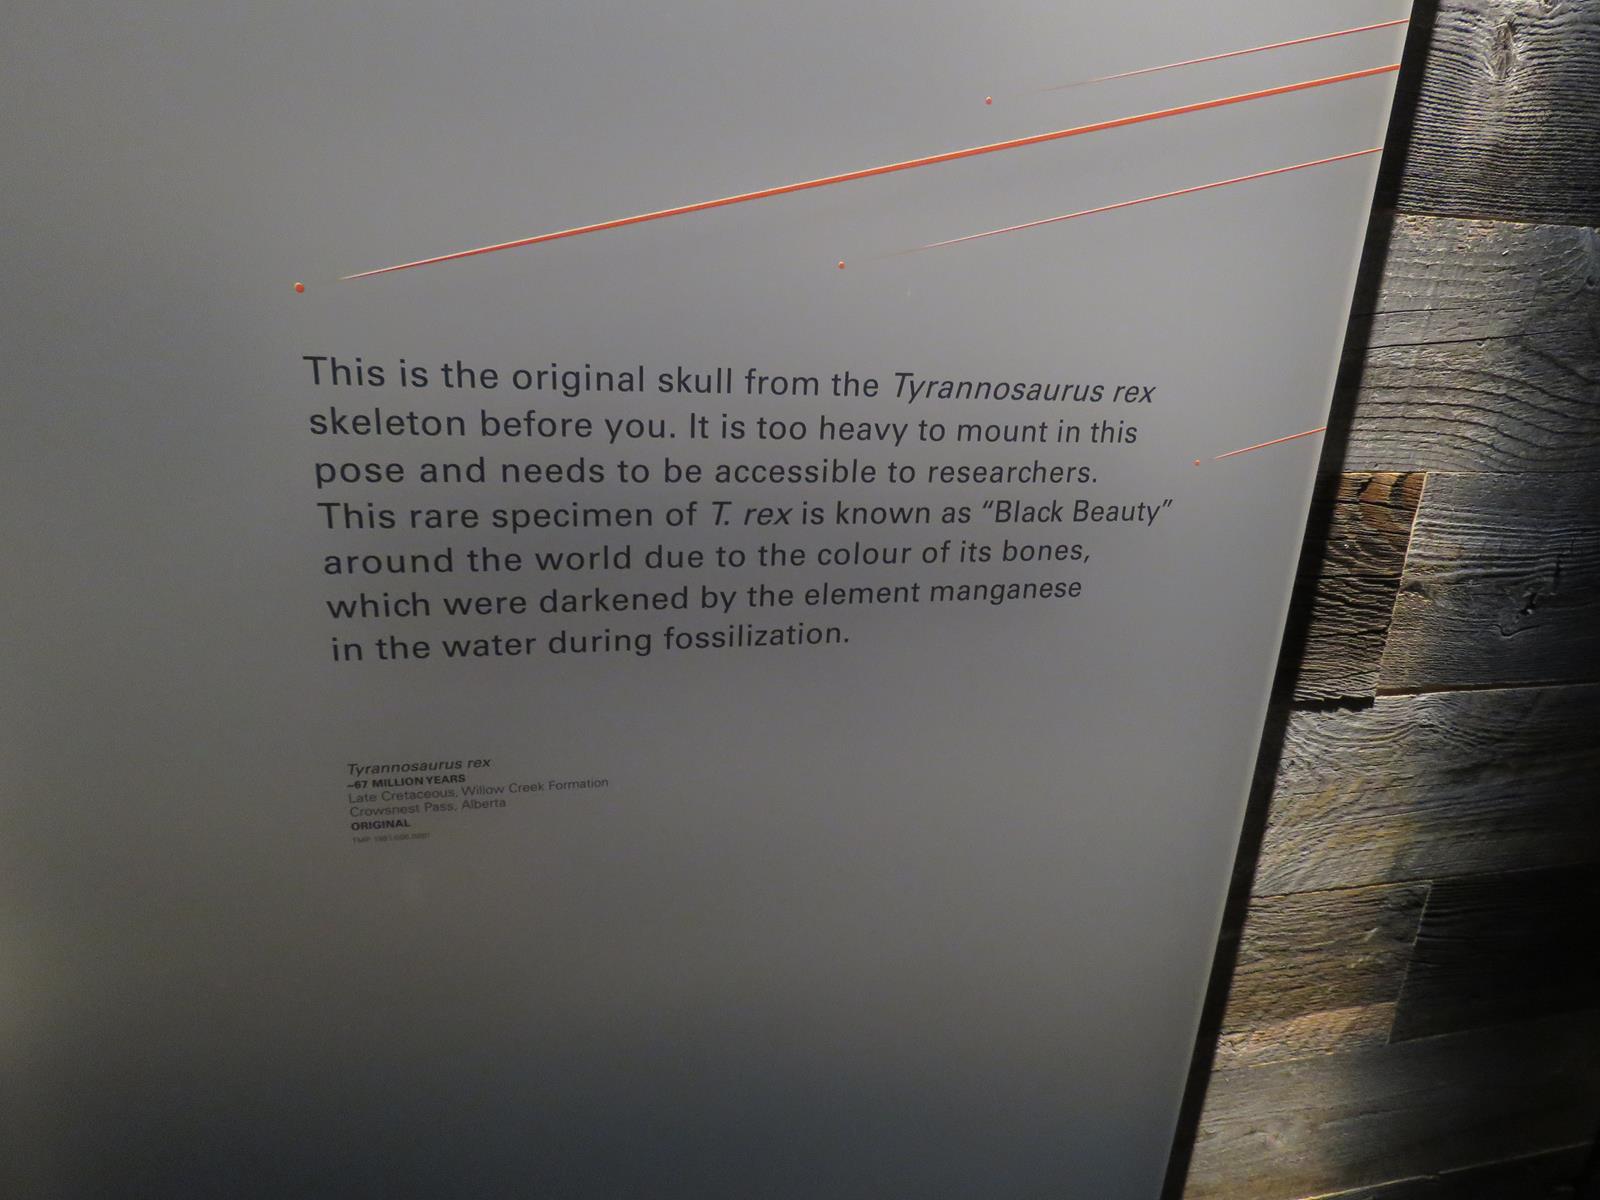 This is the original skull from the Tyrannosaurus rex
skeleton before you. It is too heavy to mount in this
pose and needs to be accessible to researchers.
This rare specimen of T. rex is known as “Black Beauty”
around the world due to the colour of its bones,
which were darkened by the element manganese
in the water during fossilization.
Tyrannosaurus rex
~67 MILLION YEARS
Late Cretaceous, Willow Creek Formation
Crowsnest Pass, Alberta
ORIGINAL
TMP